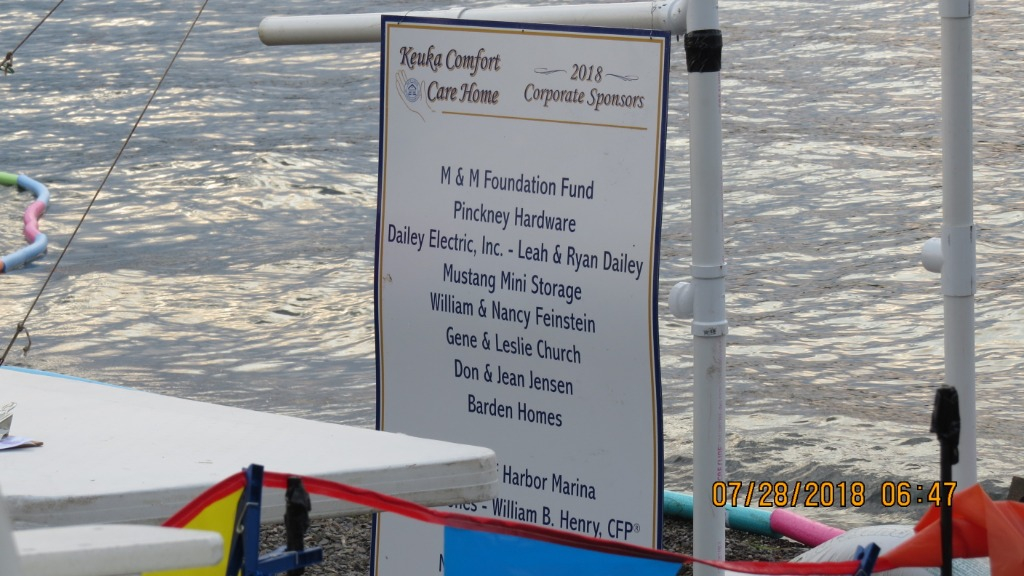 Keuka Comfort
Care Home
2018
Corporate Sponsors
M & M Foundation Fund
Pinckney Hardware
Dailey Electric, Inc. - Leah & Ryan Dailey
Mustang Mini Storage
William & Nancy Feinstein
Gene & Leslie Church
Don & Jean Jensen
Barden Homes
Harbor Marina
- William B. Henry, CFP®
07/28/2018 06:47